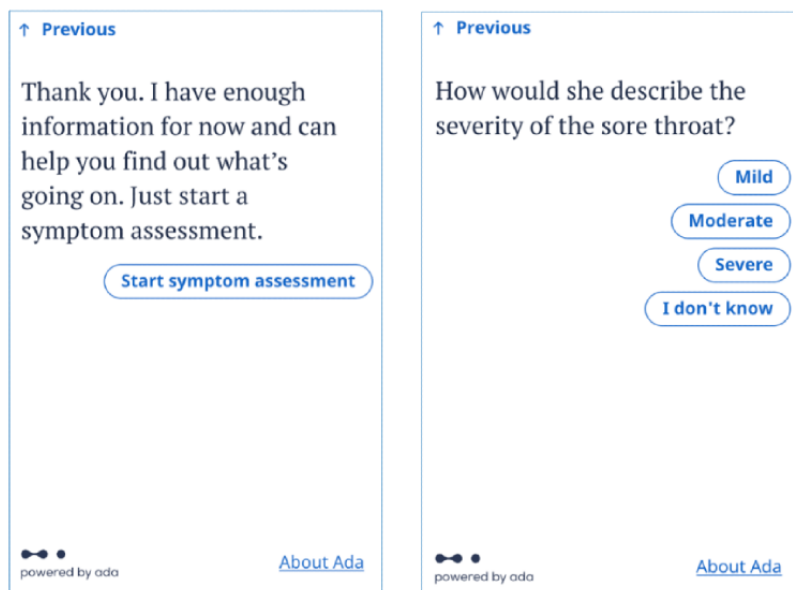 ↑ Previous
Thank you. I have enough
information for now and can
help you find out what’s
going on. Just start a
symptom assessment.
Start symptom assessment
powered by ada
About Ada
↑ Previous
How would she describe the
severity of the sore throat?
Mild
Moderate
Severe
I don't know
powered by ada
About Ada